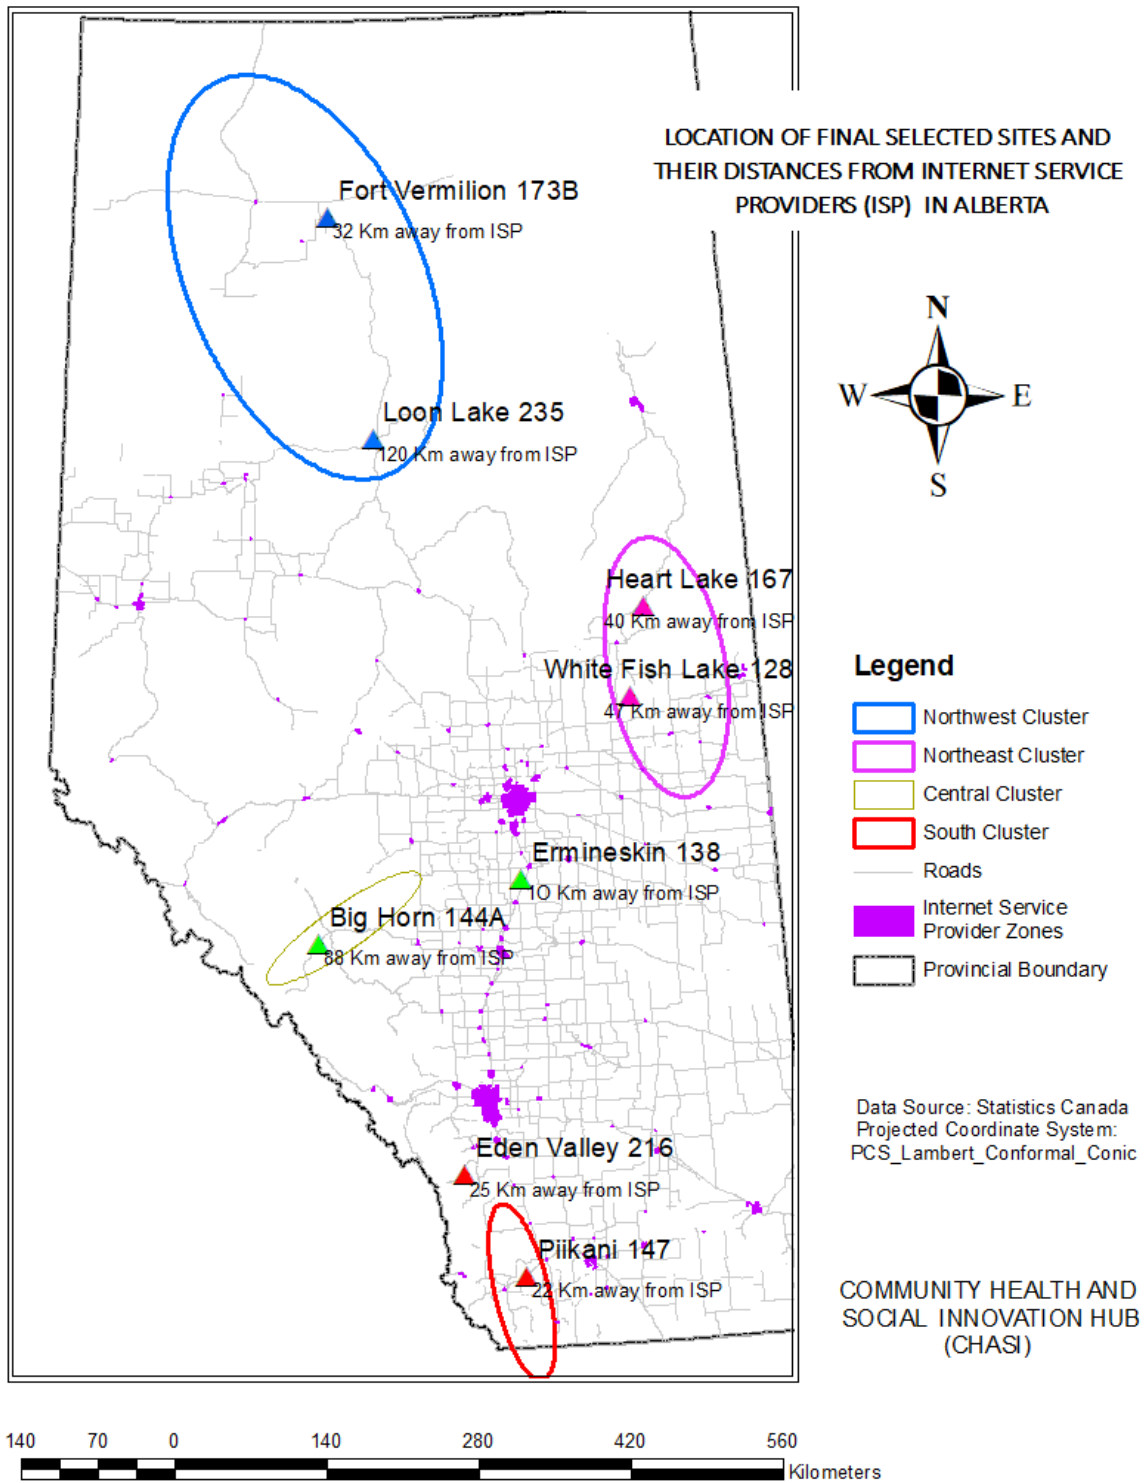 LOCATION OF FINAL SELECTED SITES AND
THEIR DISTANCES FROM INTERNET SERVICE
PROVIDERS (ISP) IN ALBERTA
Fort Vermilion 173B
32 Km away from ISP
N
W
E
S
Loon Lake 235
120 Km away from ISP
Heart Lake 167
40 Km away from ISP
White Fish Lake 128
47 Km away from ISP
Legend
Northwest Cluster
Northeast Cluster
Central Cluster
South Cluster
Roads
Internet Service
Provider Zones
Provincial Boundary
Ermineskin 138
10 Km away from ISP
Big Horn 144A
88 Km away from ISP
Eden Valley 216
25 Km away from ISP
Piikani 147
22 Km away from ISP
Data Source: Statistics Canada
Projected Coordinate System:
PCS_Lambert_Conformal_Conic
COMMUNITY HEALTH AND
SOCIAL INNOVATION HUB
(CHASI)
140 70 0 140 280 420 560
Kilometers